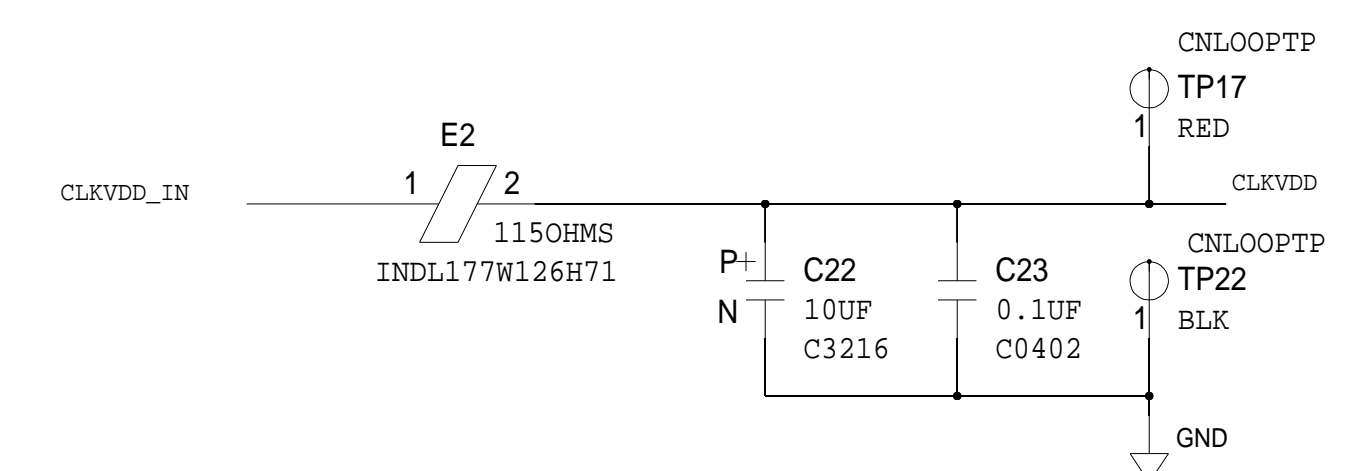 CNLOOPTP
TP17
1
RED
E2
CLKVDD_IN
1
2
CLKVDD
115OHMS
INDL177W126H71
CNLOOPTP
P+
C22
C23
TP22
N
10UF
0.1UF
1
BLK
C3216
C0402
GND